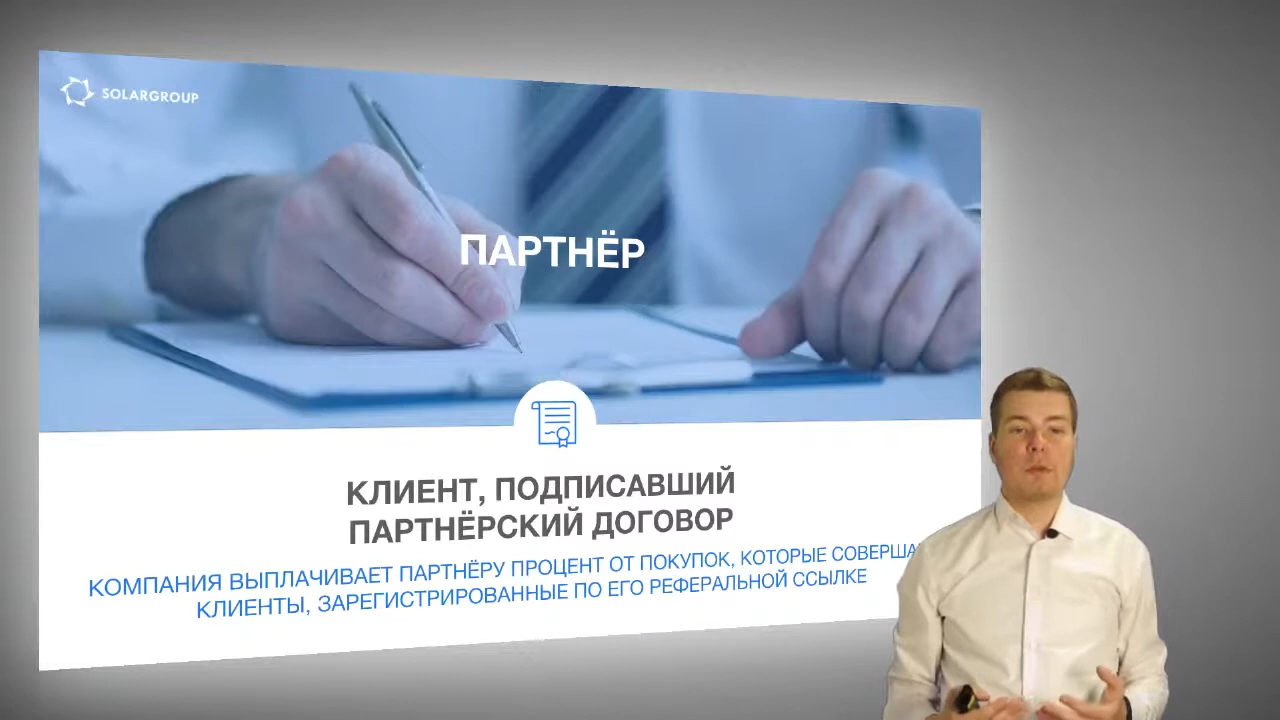 SOLARGROUP
ПАРТНЁР
КЛИЕНТ, ПОДПИСАВШИЙ
ПАРТНЁРСКИЙ ДОГОВОР
КОМПАНИЯ ВЫПЛАЧИВАЕТ ПАРТНЁРУ ПРОЦЕНТ ОТ ПОКУПОК, КОТОРЫЕ СОВЕРША
КЛИЕНТЫ, ЗАРЕГИСТРИРОВАННЫЕ ПО ЕГО РЕФЕРАЛЬНОЙ ССЫЛКЕ